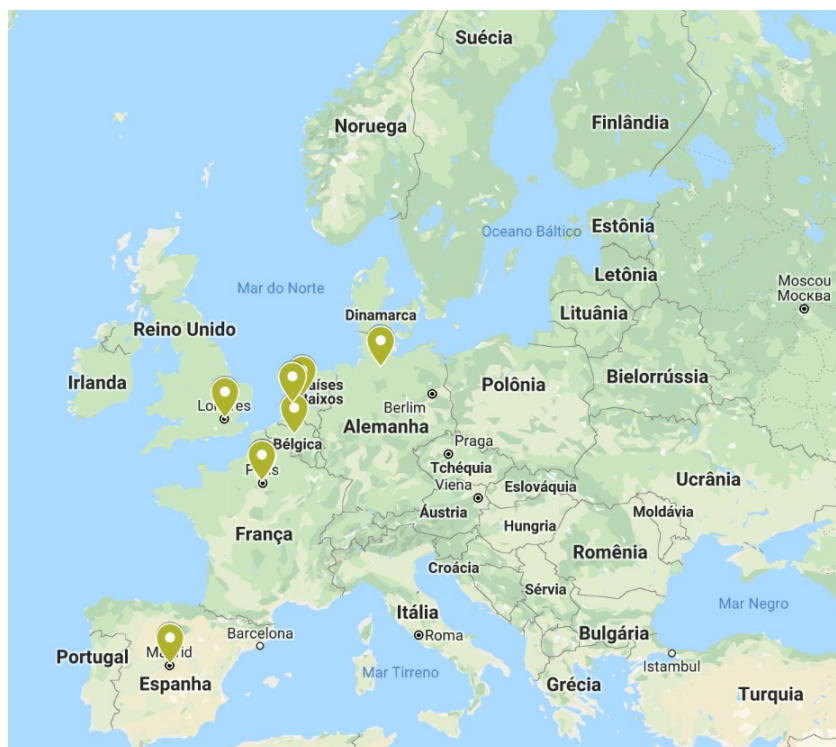 Suécia
Noruega
Finlândia
Oceano Báltico
Estônia
Letônia
Moscou
Москва
Mar do Norte
Dinamarca
Lituânia
Reino Unido
Irlanda
Bielorrússia
Polônia
Berlim
Alemanha
Bélgica
Praga
Tchéquia
Ucrânia
Eslováquia
Viena
Áustria
Moldávia
França
Hungria
Romênia
Croácia
Sérvia
Mar Negro
Itália
Roma
Bulgária
Barcelona
Portugal
Istambul
Mar Tirreno
Espanha
Grécia
Turquia